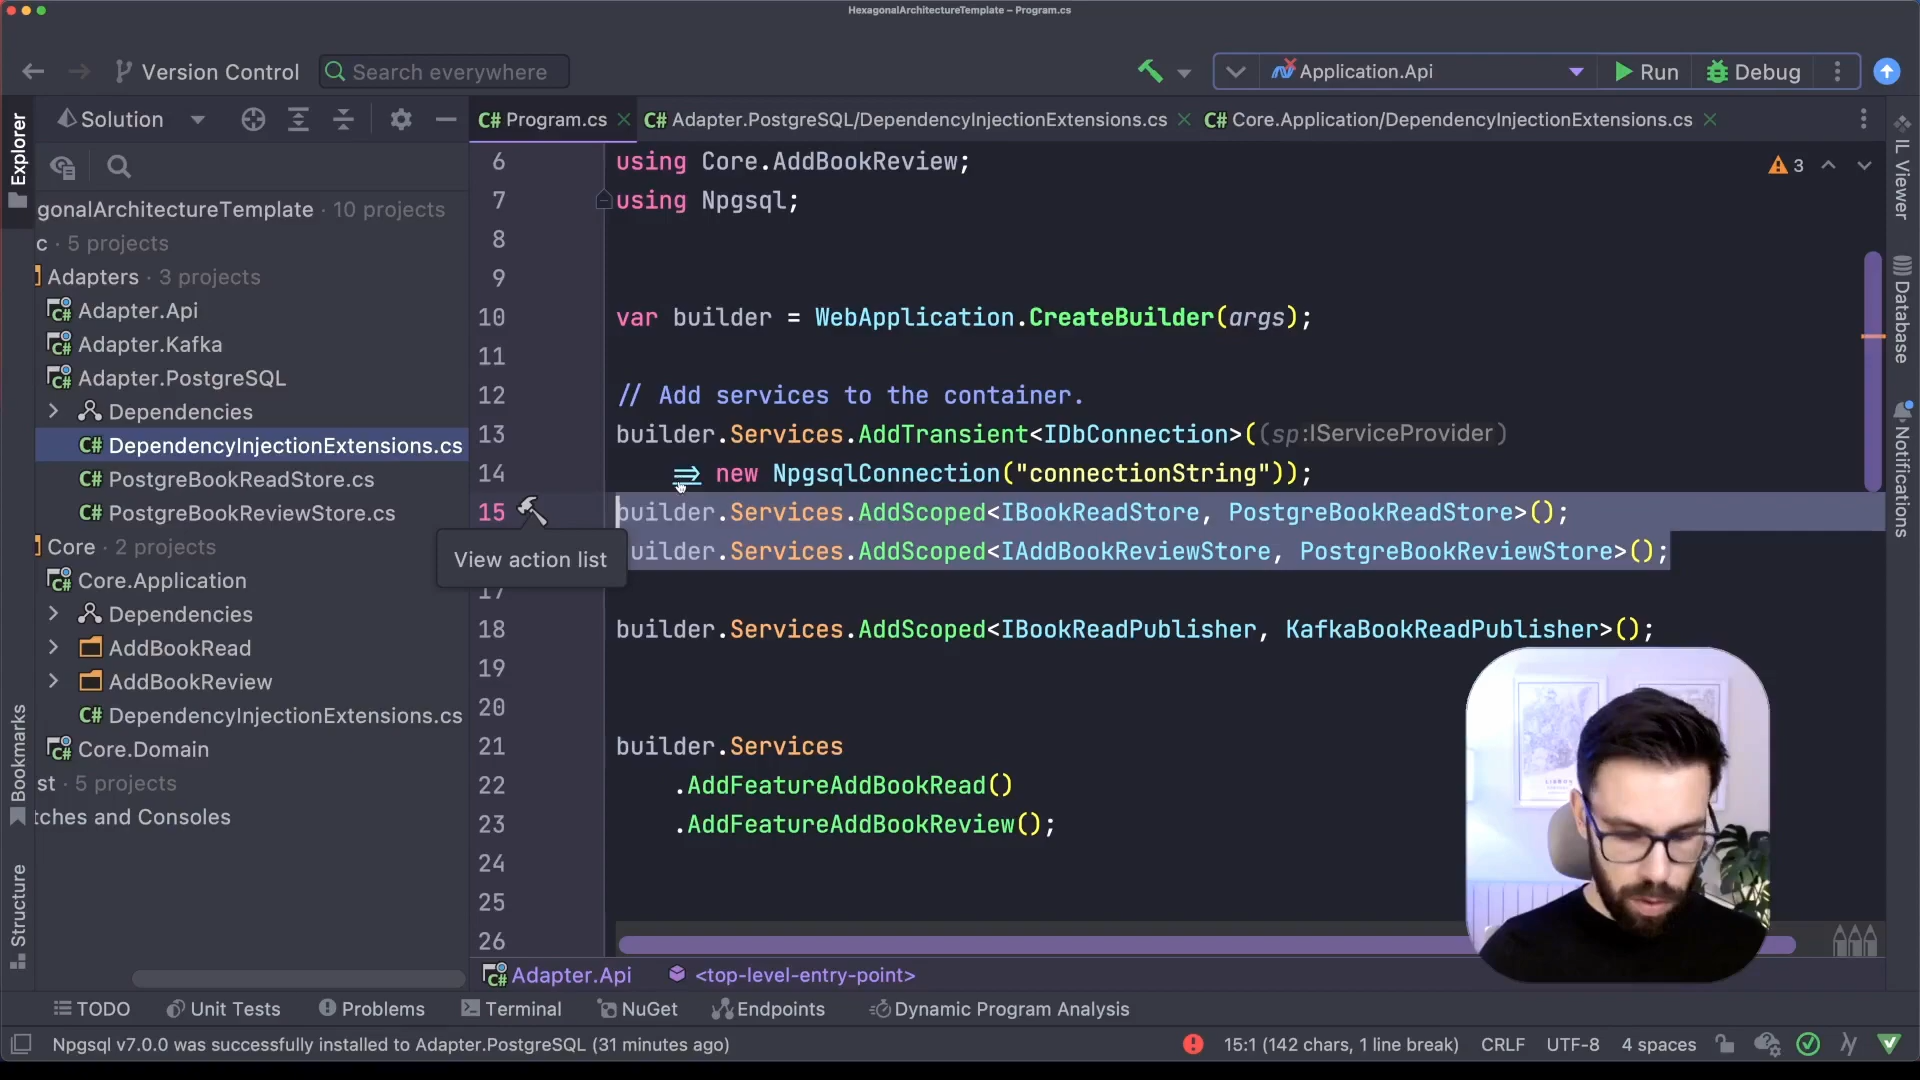 HexagonalArchitectureTemplate – Program.cs
Version Control
Search everywhere
Application.Api
Run
Debug
Explorer
Solution
C# Program.cs
C# Adapter.PostgreSQL/DependencyInjectionExtensions.cs
C# Core.Application/DependencyInjectionExtensions.cs
gonalArchitectureTemplate · 10 projects
c · 5 projects
Adapters · 3 projects
C# Adapter.Api
C# Adapter.Kafka
C# Adapter.PostgreSQL
Dependencies
C# DependencyInjectionExtensions.cs
C# PostgreBookReadStore.cs
C# PostgreBookReviewStore.cs
Core · 2 projects
C# Core.Application
Dependencies
AddBookRead
AddBookReview
C# DependencyInjectionExtensions.cs
C# Core.Domain
st · 5 projects
tches and Consoles
Bookmarks
Structure
6 using Core.AddBookReview;
7 using Npgsql;
8
9
10 var builder = WebApplication.CreateBuilder(args);
11
12 // Add services to the container.
13 builder.Services.AddTransient<IDbConnection>((sp:IServiceProvider)
14 => new NpgsqlConnection("connectionString"));
15 builder.Services.AddScoped<IBookReadStore, PostgreBookReadStore>();
uilder.Services.AddScoped<IAddBookReviewStore, PostgreBookReviewStore>();
View action list
17
18 builder.Services.AddScoped<IBookReadPublisher, KafkaBookReadPublisher>();
19
20
21 builder.Services
22 .AddFeatureAddBookRead()
23 .AddFeatureAddBookReview();
24
25
26
3
IL Viewer
Database
Notifications
C# Adapter.Api
<top-level-entry-point>
TODO
Unit Tests
Problems
Terminal
NuGet
Endpoints
Dynamic Program Analysis
Npgsql v7.0.0 was successfully installed to Adapter.PostgreSQL (31 minutes ago)
15:1 (142 chars, 1 line break)
CRLF
UTF-8
4 spaces